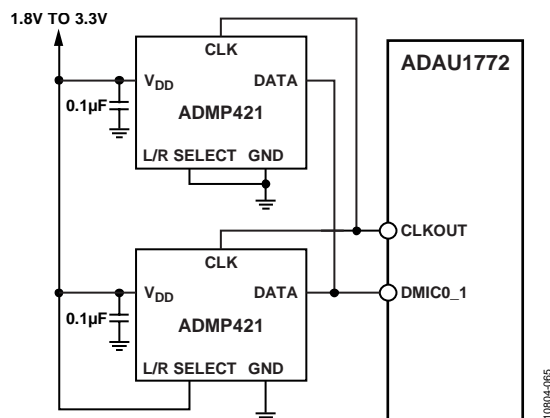 1.8V TO 3.3V
CLK
ADAU1772
VDD
DATA
0.1µF
ADMP421
L/R SELECT GND
CLKOUT
CLK
VDD
DATA
DMIC0_1
0.1µF
ADMP421
L/R SELECT GND
10804-065